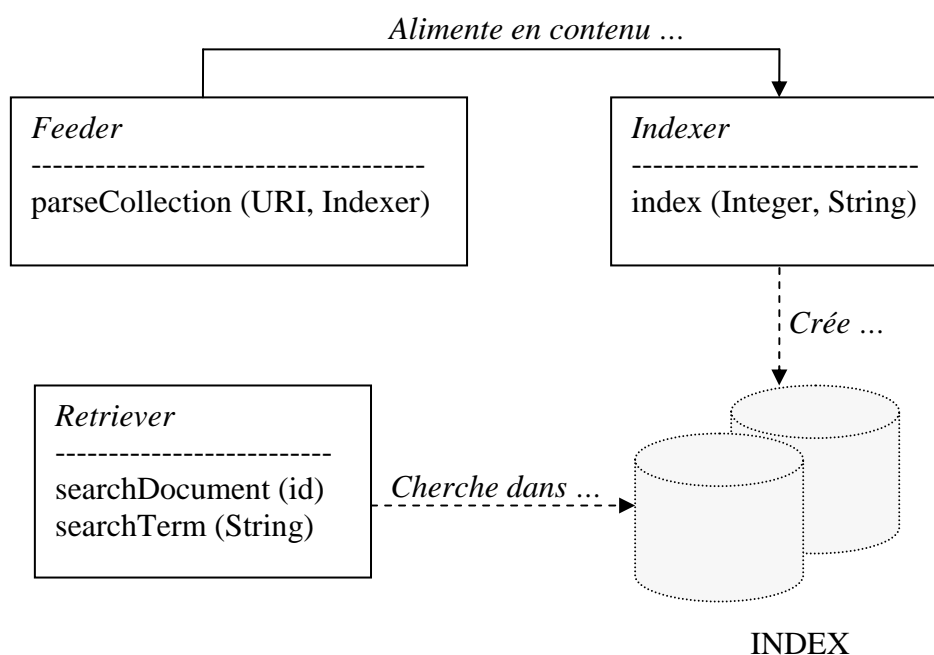 Alimente en contenu …
Feeder
--------------------------------------
parseCollection (URI, Indexer)
Indexer
----------------------------
index (Integer, String)
Crée …
Retriever
---------------------------
searchDocument (id)
searchTerm (String)
Cherche dans …
INDEX